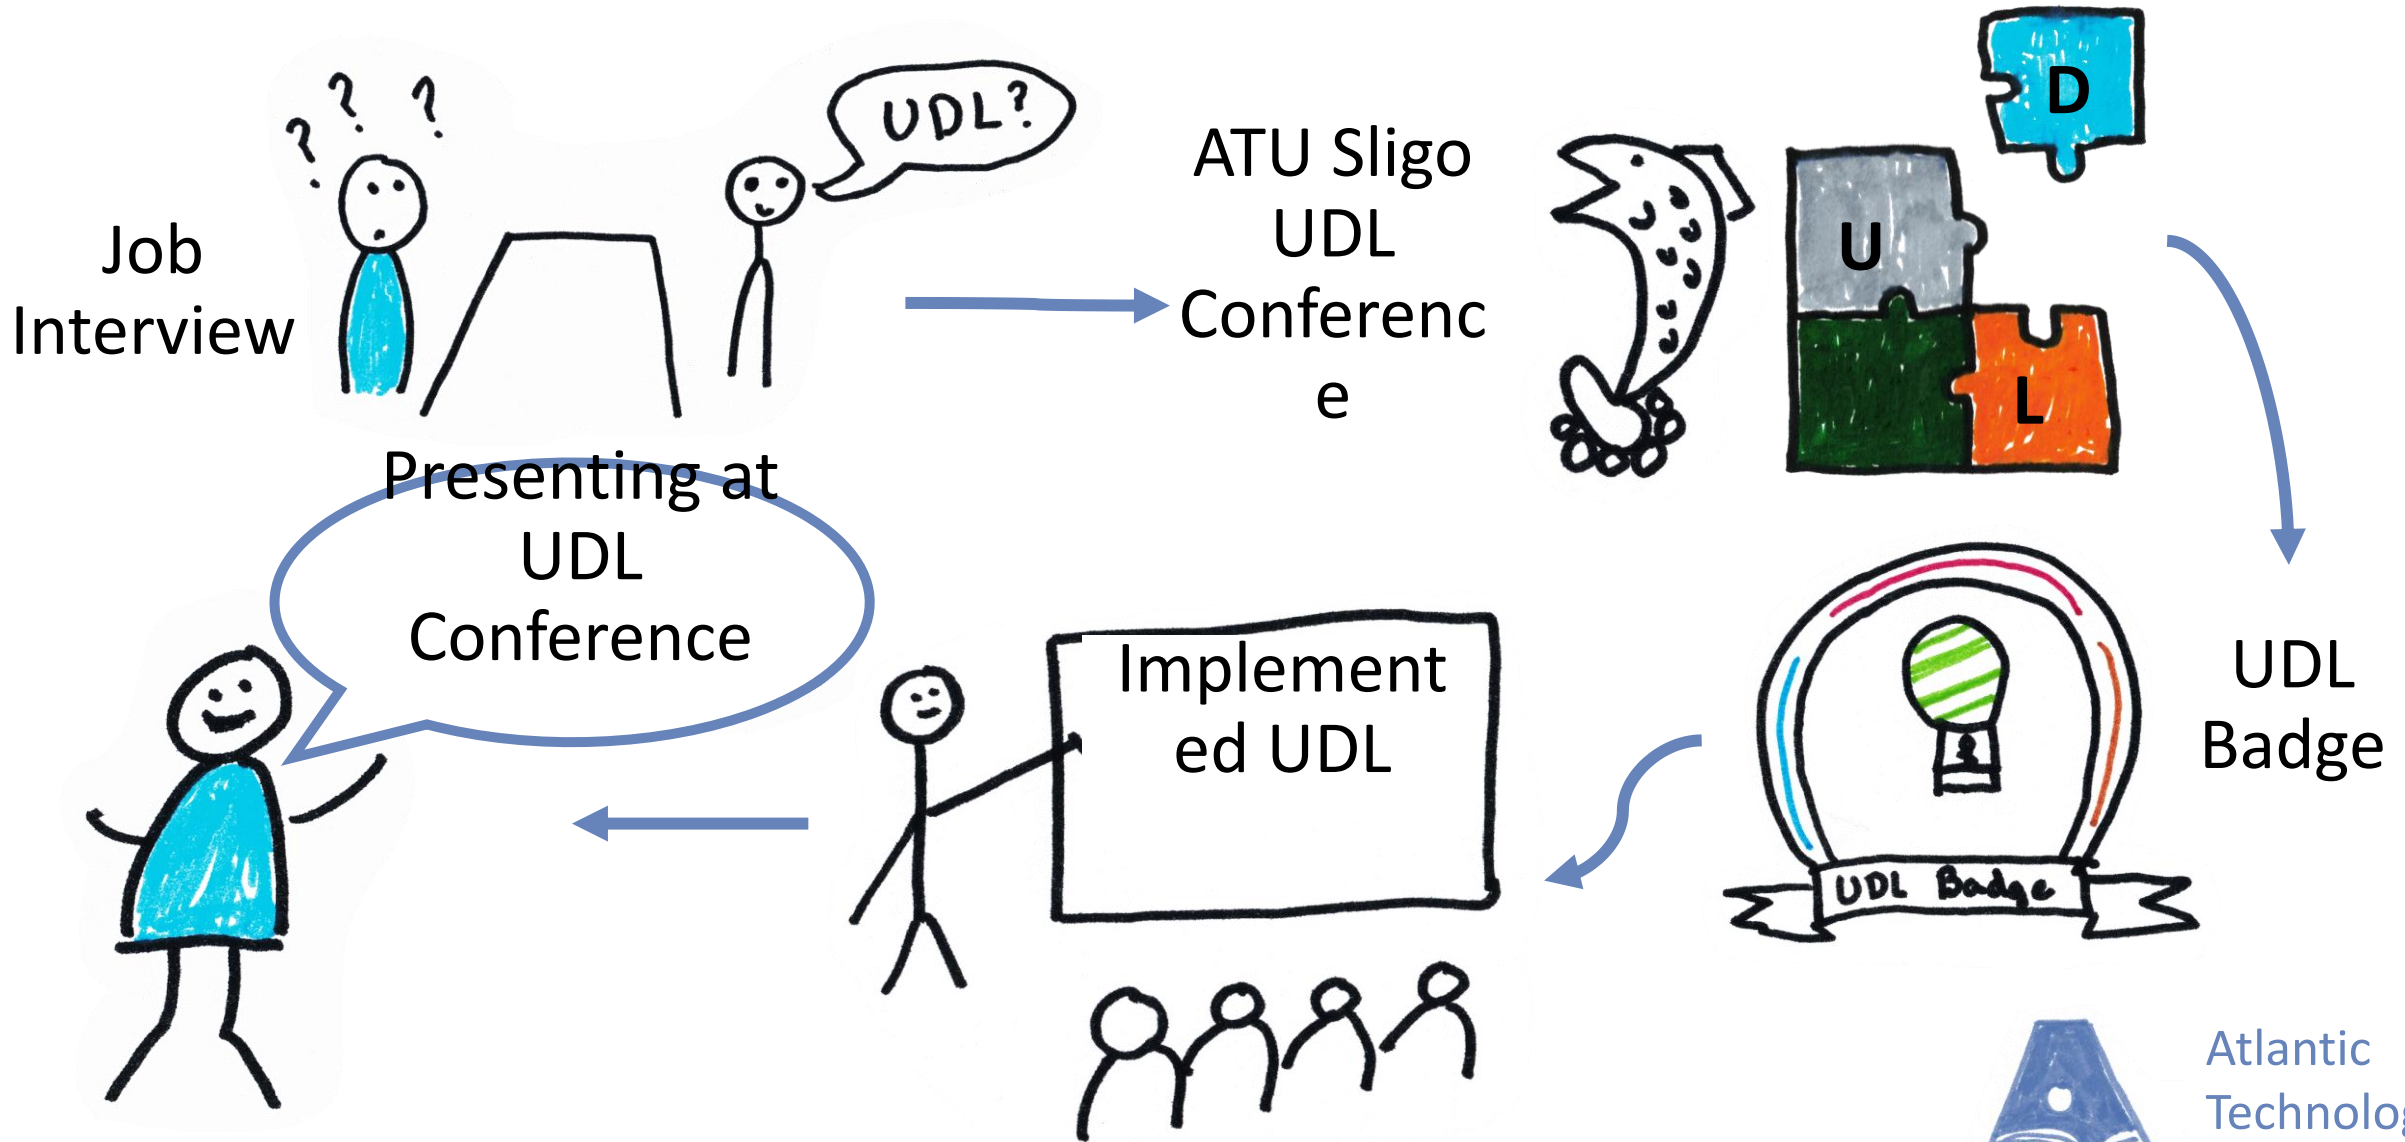 ? ? ?
UDL?
Job
Interview
ATU Sligo
UDL
Conferenc
e
D
U
L
UDL
Badge
UDL Badge
Implement
ed UDL
Presenting at
UDL
Conference
Atlantic
Technolog